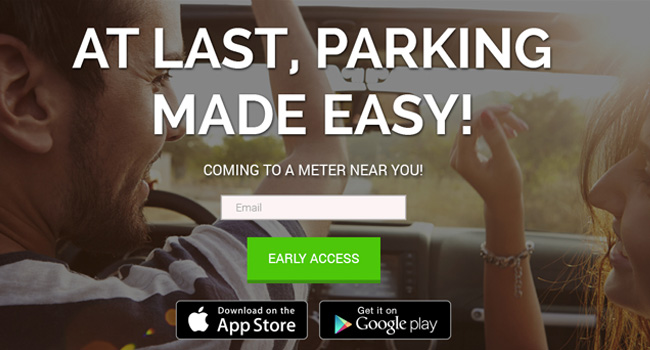 AT LAST, PARKING
MADE EASY!
COMING TO A METER NEAR YOU!
Email
EARLY ACCESS
Download on the
App Store
Get it on
Google play